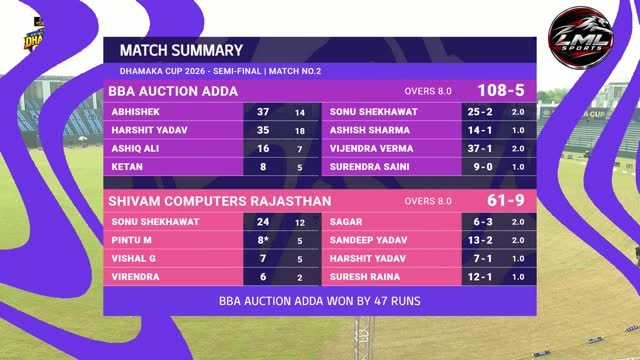 DHA
LML
SPORTS
MATCH SUMMARY
DHAMAKA CUP 2026 - SEMI-FINAL | MATCH NO.2
BBA AUCTION ADDA OVERS 8.0 108-5
ABHISHEK 37 14 SONU SHEKHAWAT 25-2 2.0
HARSHIT YADAV 35 18 ASHISH SHARMA 14-1 1.0
ASHIQ ALI 16 7 VIJENDRA VERMA 37-1 2.0
KETAN 8 5 SURENDRA SAINI 9-0 1.0
SHIVAM COMPUTERS RAJASTHAN OVERS 8.0 61-9
SONU SHEKHAWAT 24 12 SAGAR 6-3 2.0
PINTU M 8* 5 SANDEEP YADAV 13-2 2.0
VISHAL G 7 5 HARSHIT YADAV 7-1 1.0
VIRENDRA 6 2 SURESH RAINA 12-1 1.0
BBA AUCTION ADDA WON BY 47 RUNS